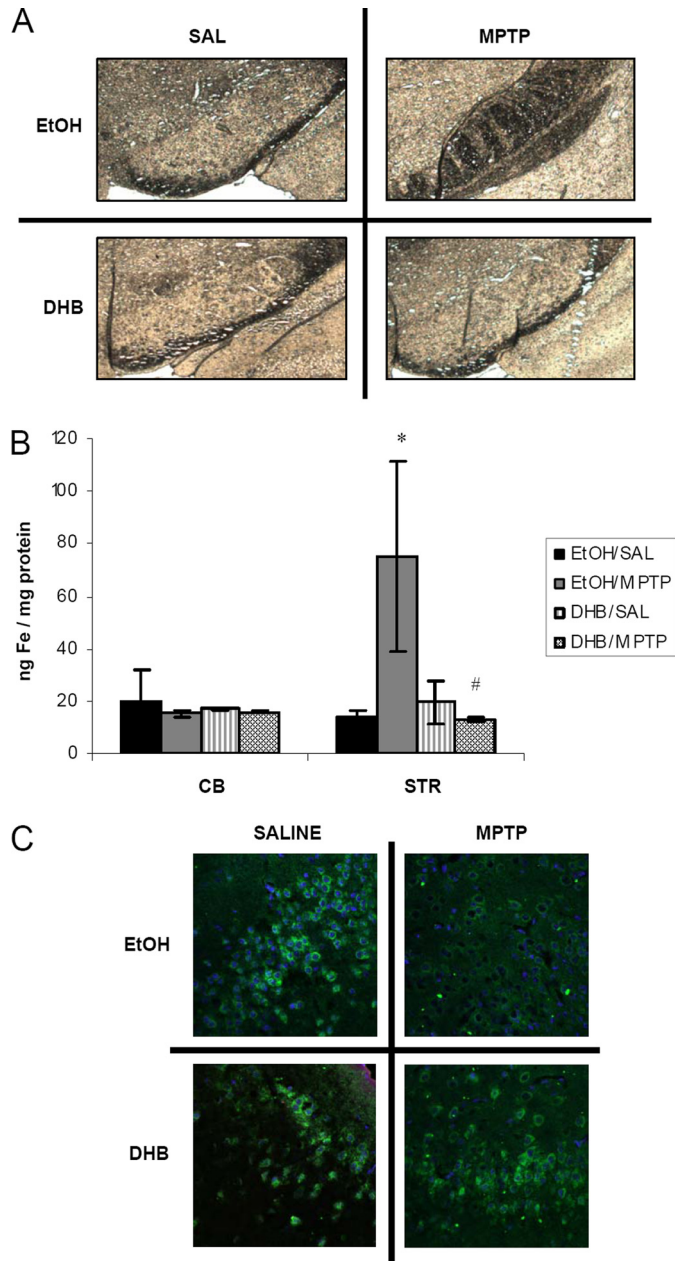 A
SAL
MPTP
EtOH
DHB
B
120
100
80
60
40
20
0
ng Fe / mg protein
*
#
CB
STR
EtOH/SAL
EtOH/MPTP
DHB/SAL
DHB/MPTP
C
SALINE
MPTP
EtOH
DHB